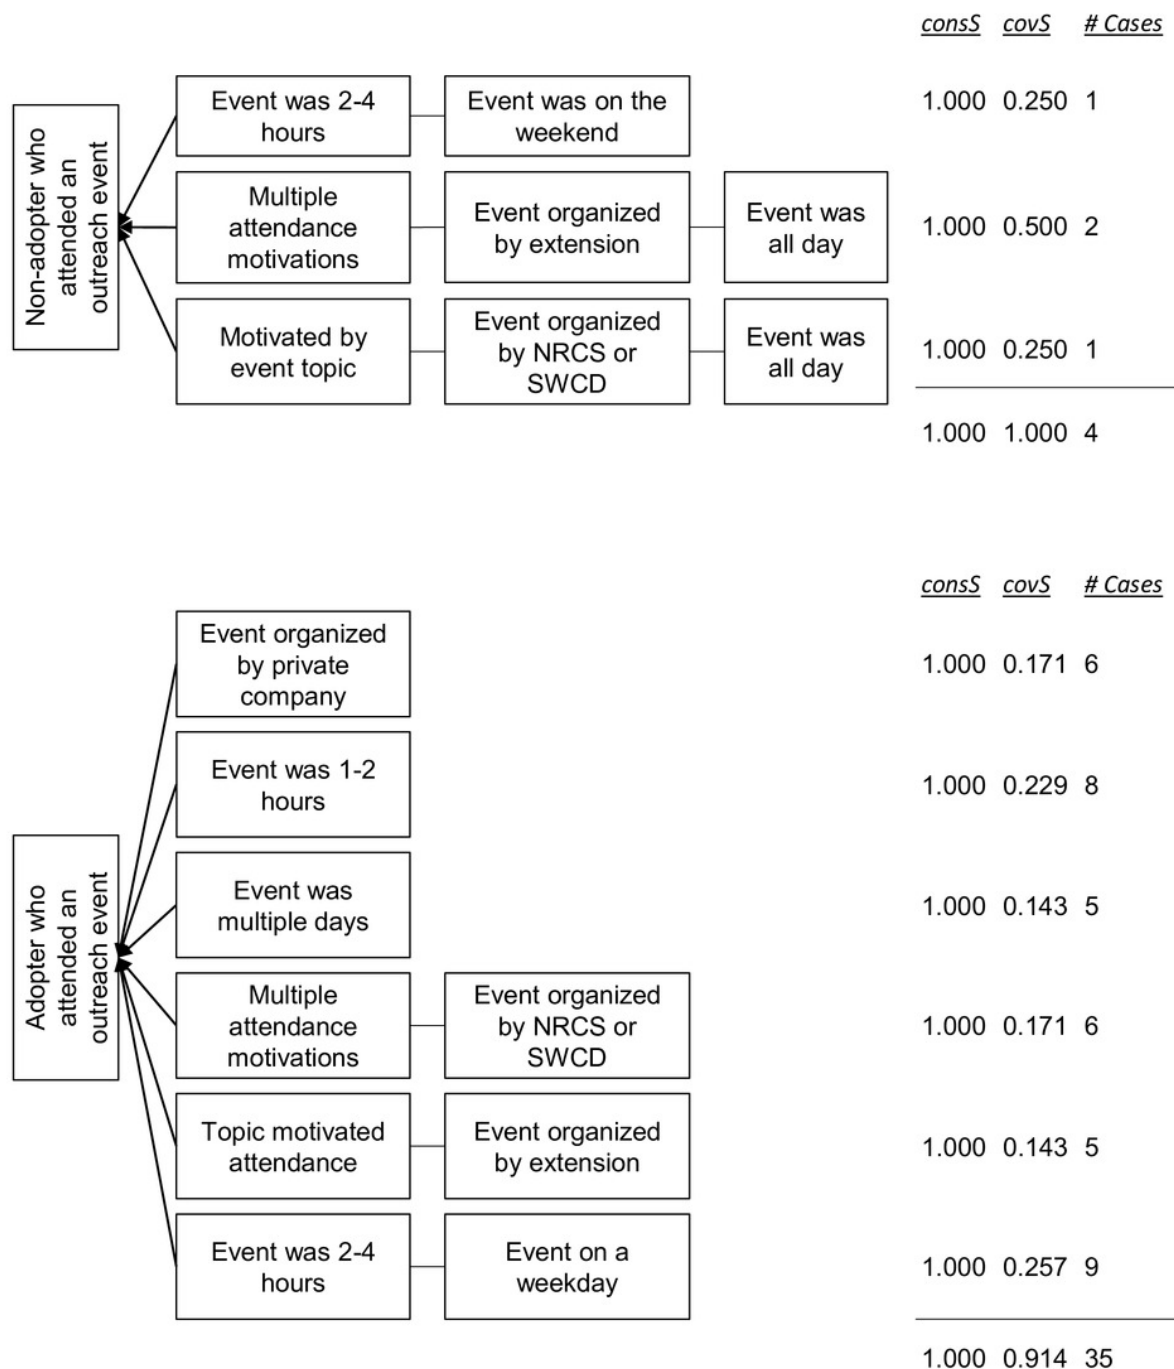 consS covS # Cases
Non-adopter who
attended an
outreach event
Event was 2-4
hours
Event was on the
weekend
1.000 0.250 1
Multiple
attendance
motivations
Event organized
by extension
Event was
all day
1.000 0.500 2
Motivated by
event topic
Event organized
by NRCS or
SWCD
Event was
all day
1.000 0.250 1
1.000 1.000 4
consS covS # Cases
Adopter who
attended an
outreach event
Event organized
by private
company
1.000 0.171 6
Event was 1-2
hours
1.000 0.229 8
Event was
multiple days
1.000 0.143 5
Multiple
attendance
motivations
Event organized
by NRCS or
SWCD
1.000 0.171 6
Topic motivated
attendance
Event organized
by extension
1.000 0.143 5
Event was 2-4
hours
Event on a
weekday
1.000 0.257 9
1.000 0.914 35